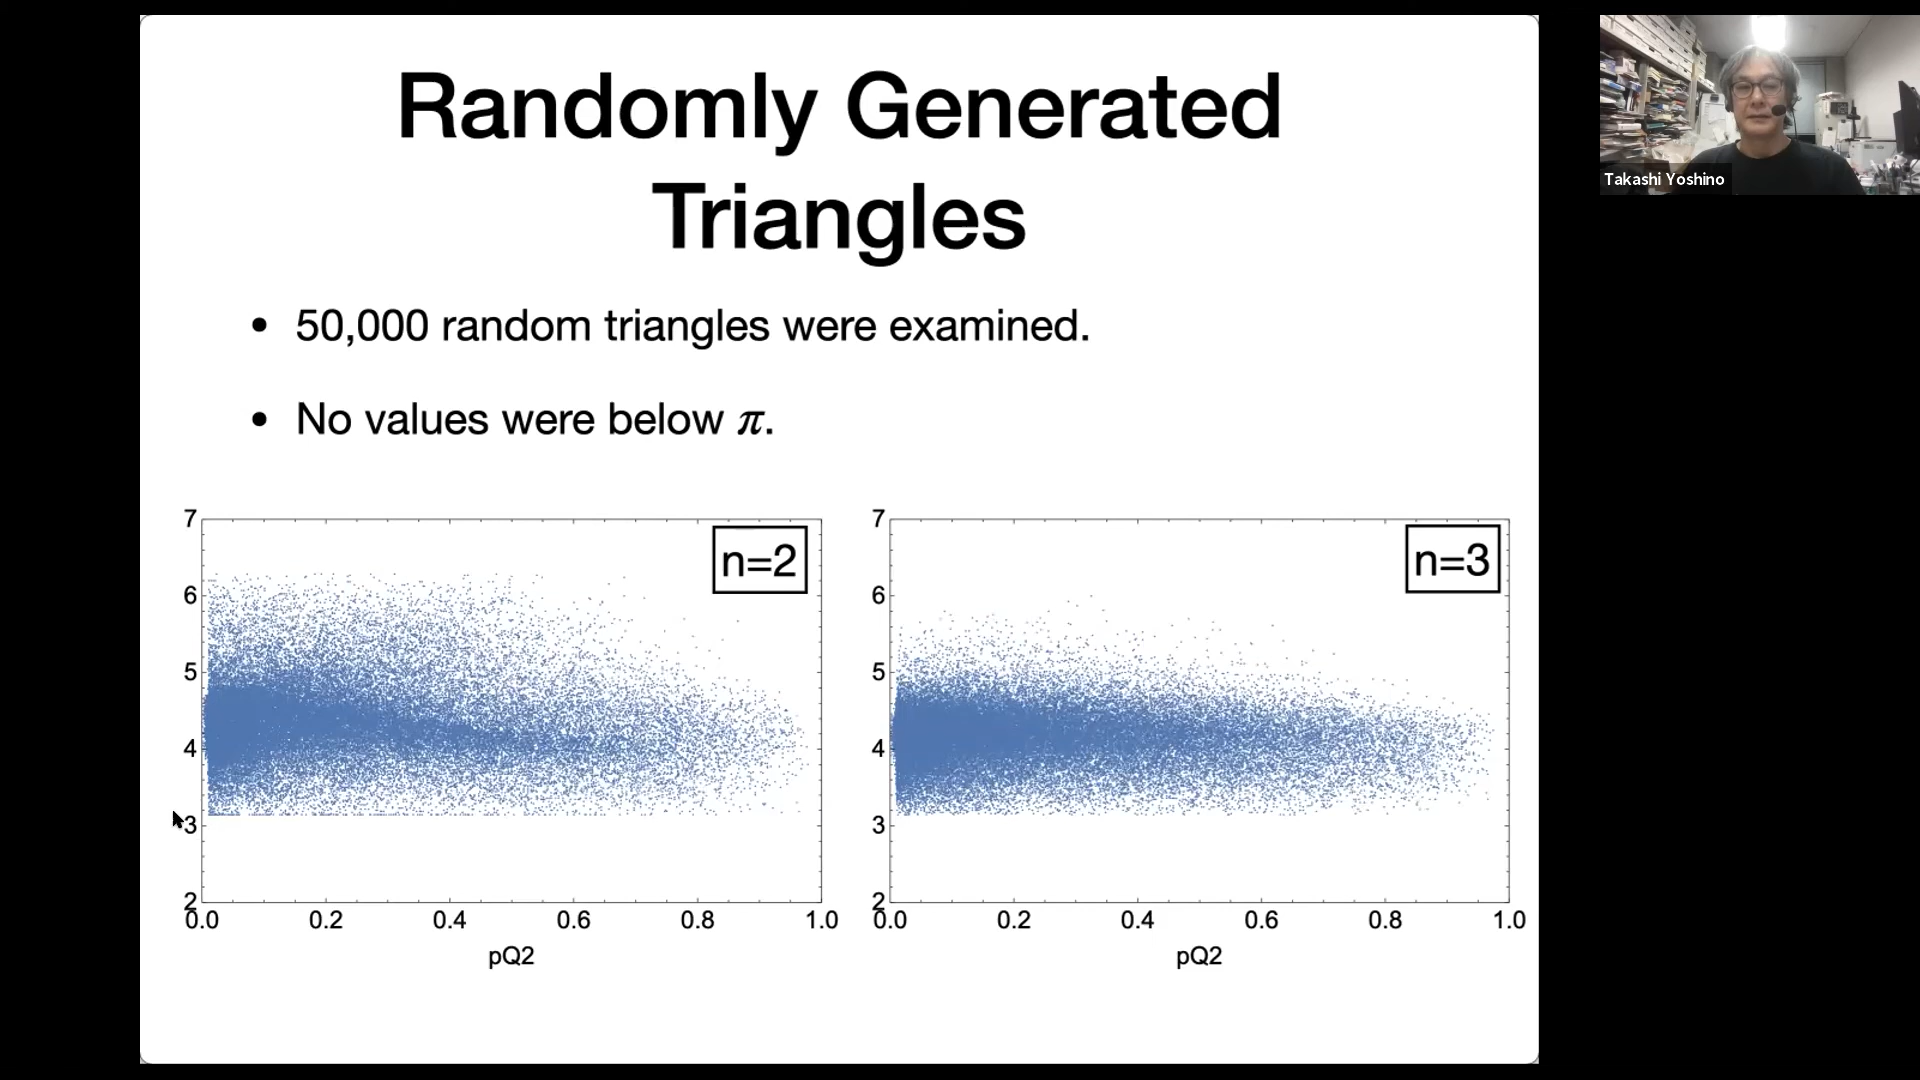 Randomly Generated
Triangles
• 50,000 random triangles were examined.
• No values were below π.
7
6
5
4
3
2
0.0 0.2 0.4 0.6 0.8 1.0
pQ2
n=2
7
6
5
4
3
2
0.0 0.2 0.4 0.6 0.8 1.0
pQ2
n=3
Takashi Yoshino